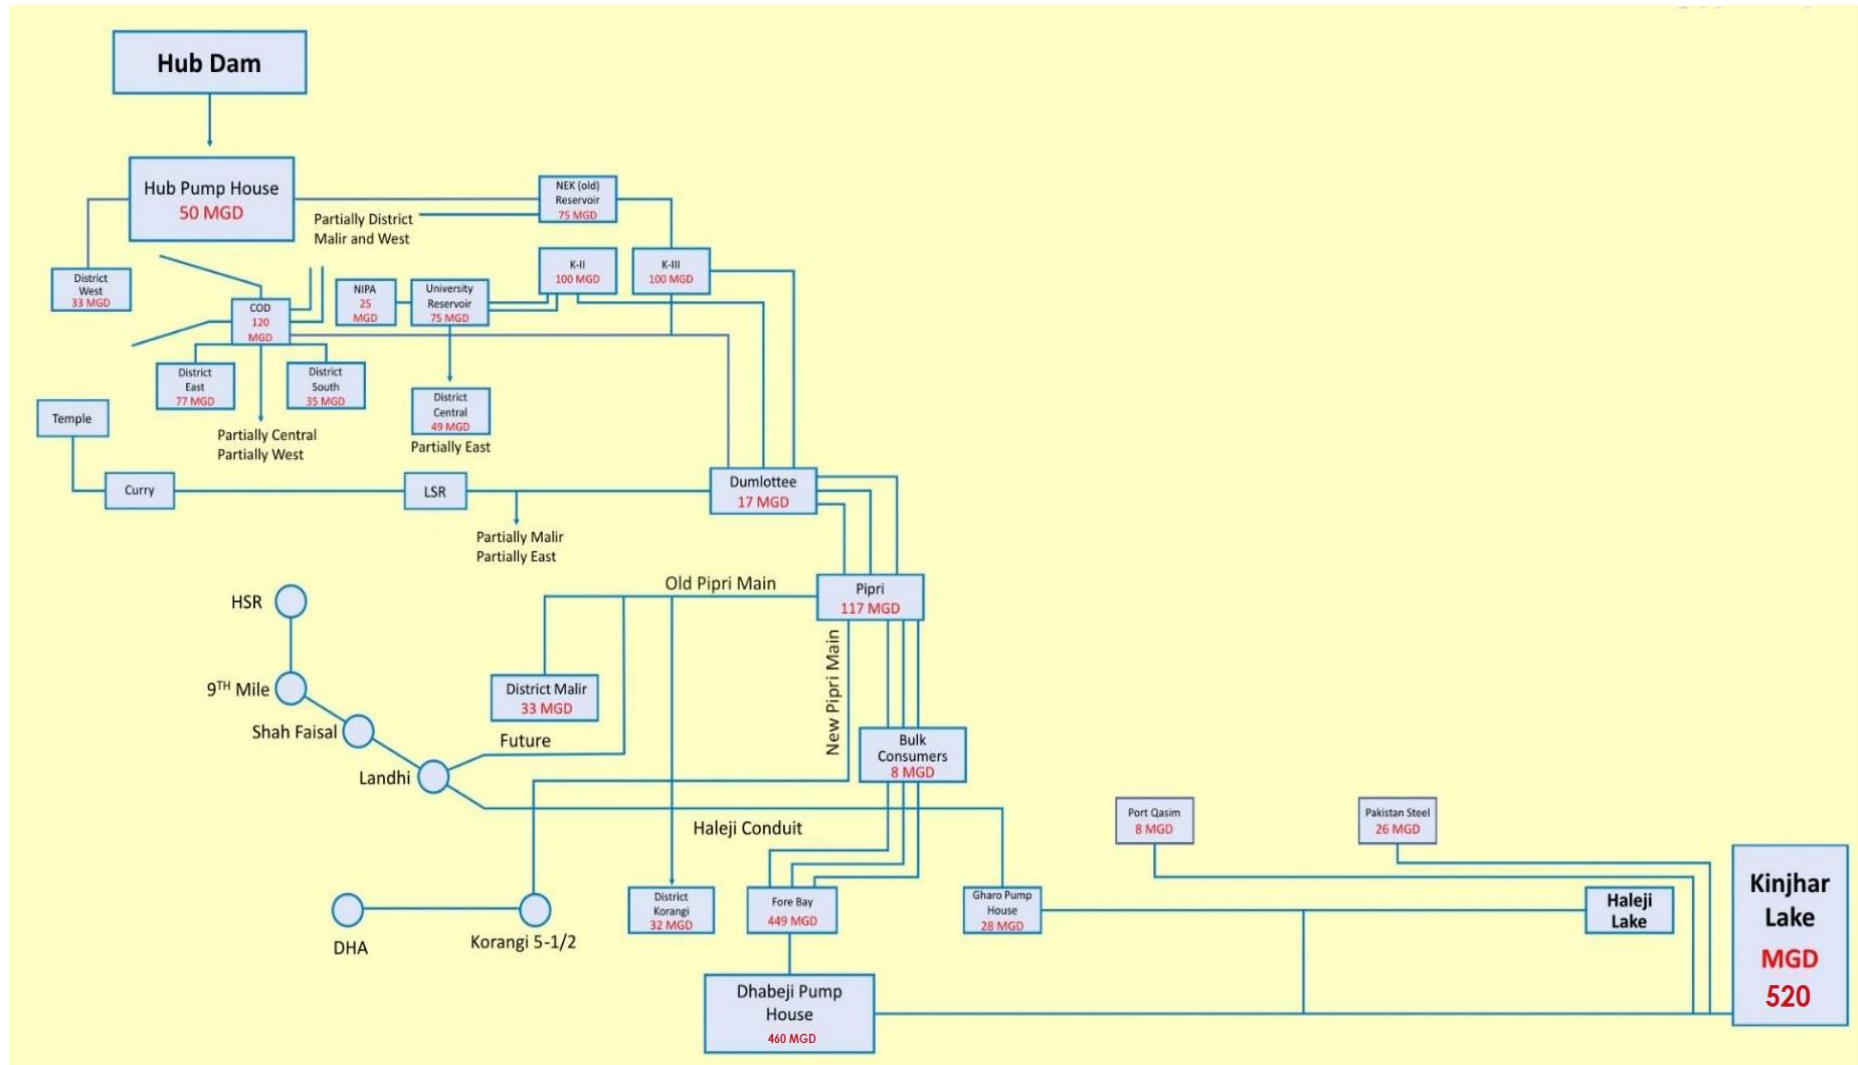 Hub Dam
Hub Pump House
50 MGD
NEK (old)
Reservoir
75 MGD
Partially District
Malir and West
District
West
33 MGD
COD
120
MGD
NIPA
25
MGD
University
Reservoir
75 MGD
K-II
100 MGD
K-III
100 MGD
District
East
77 MGD
District
South
35 MGD
District
Central
49 MGD
Partially East
Temple
Partially Central
Partially West
Curry
LSR
Dumlottee
17 MGD
Partially Malir
Partially East
Old Pipri Main
Pipri
117 MGD
HSR
9TH Mile
Shah Faisal
Landhi
District Malir
33 MGD
Future
New Pipri Main
Bulk
Consumers
8 MGD
Haleji Conduit
Port Qasim
8 MGD
Pakistan Steel
26 MGD
DHA
Korangi 5-1/2
District
Korangi
32 MGD
Fore Bay
449 MGD
Gharo Pump
House
28 MGD
Haleji
Lake
Kinjhar
Lake
MGD
520
Dhabeji Pump
House
460 MGD